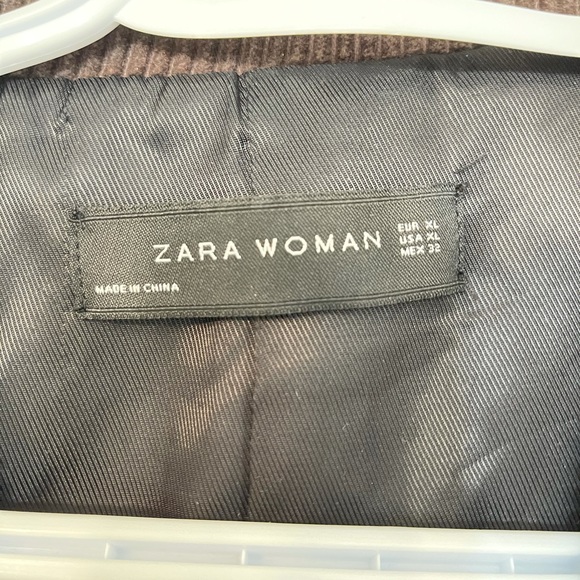 ZARA WOMAN
EUR XL
USA XL
MEX 32
MADE IN CHINA